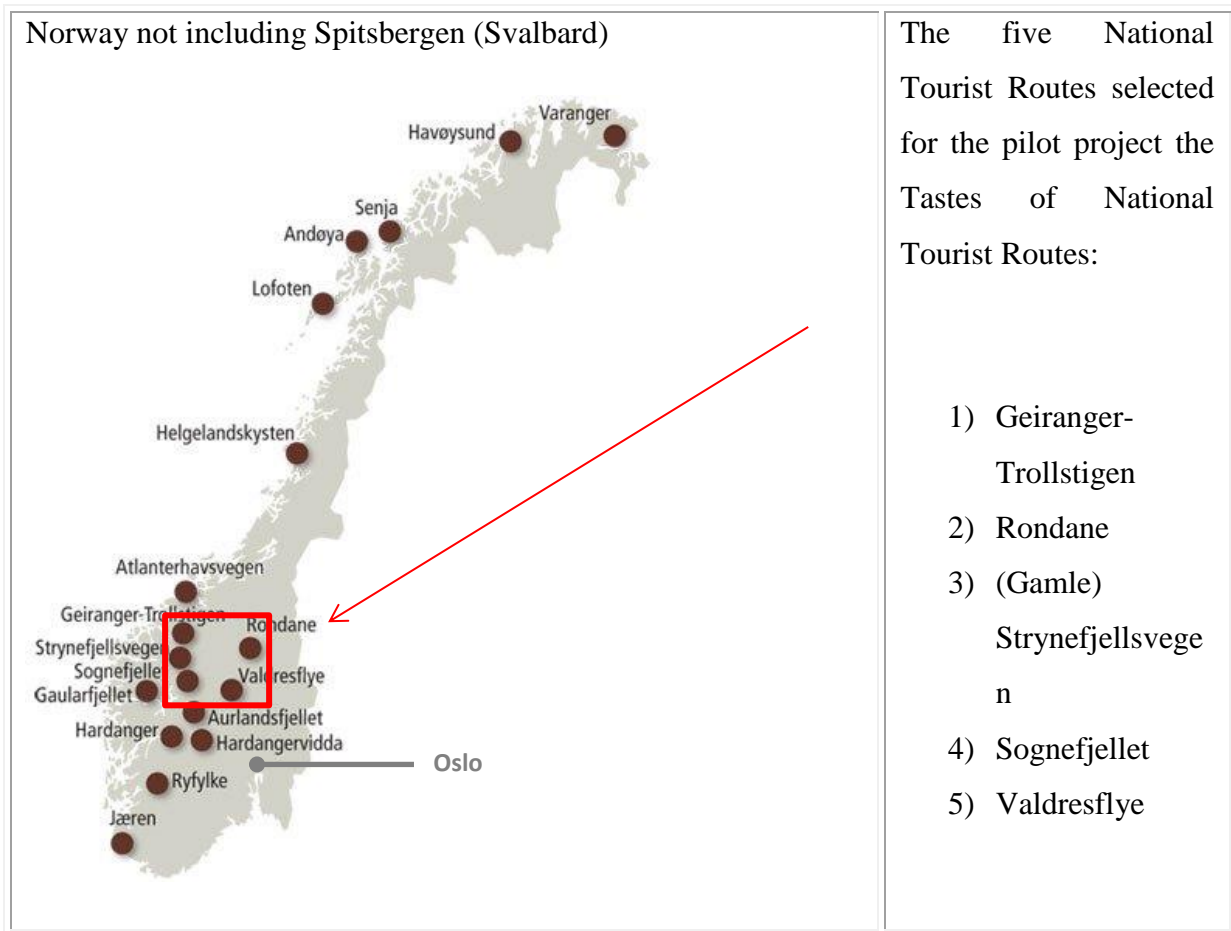 Norway not including Spitsbergen (Svalbard)
Varanger
Havøysund
Senja
Andøya
Lofoten
Helgelandskysten
Atlanterhavsvegen
Geiranger-Trollstigen
Rondane
Strynefjellsvegen
Sognefjellet
Valdresflye
Gaularfjellet
Aurlandsfjellet
Hardanger
Hardangervidda
Oslo
Ryfylke
Jæren
The five National
Tourist Routes selected
for the pilot project the
Tastes of National
Tourist Routes:
1) Geiranger-
Trollstigen
2) Rondane
3) (Gamle)
Strynefjellsvege
n
4) Sognefjellet
5) Valdresflye